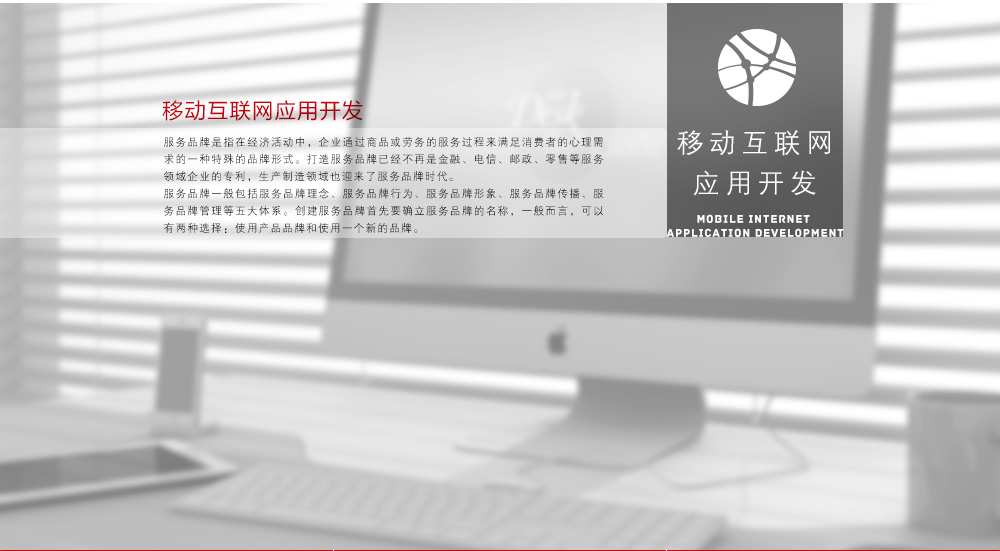 移动互联网应用开发
服务品牌是指在经济活动中，企业通过商品或劳务的服务过程来满足消费者的心理需
求的一种特殊的品牌形式。打造服务品牌已经不再是金融、电信、邮政、零售等服务
领域企业的专利，生产制造领域也迎来了服务品牌时代。
服务品牌一般包括服务品牌理念、服务品牌行为、服务品牌形象、服务品牌传播、服
务品牌管理等五大体系。创建服务品牌首先要确立服务品牌的名称，一般而言，可以
有两种选择；使用产品品牌和使用一个新的品牌。
移动互联网
应用开发
MOBILE INTERNET
APPLICATION DEVELOPMENT